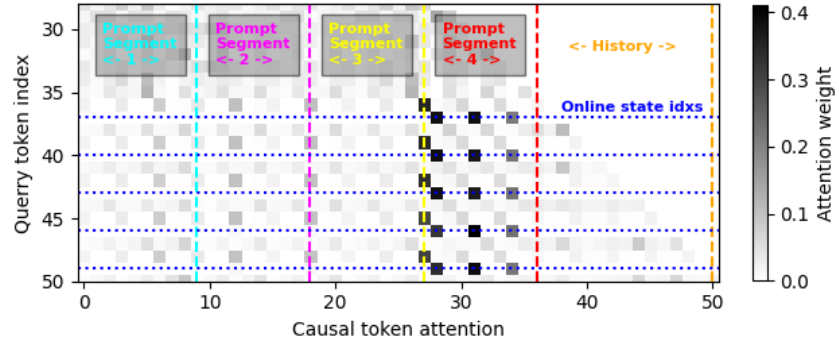 Prompt
Segment
<- 1 ->
Prompt
Segment
<- 2 ->
Prompt
Segment
<- 3 ->
Prompt
Segment
<- 4 ->
<- History ->
Online state idxs
30
35
40
45
50
Querry token index
0
10
20
30
40
50
Causal token attention
0.4
0.3
0.2
0.1
0.0
Attention weight